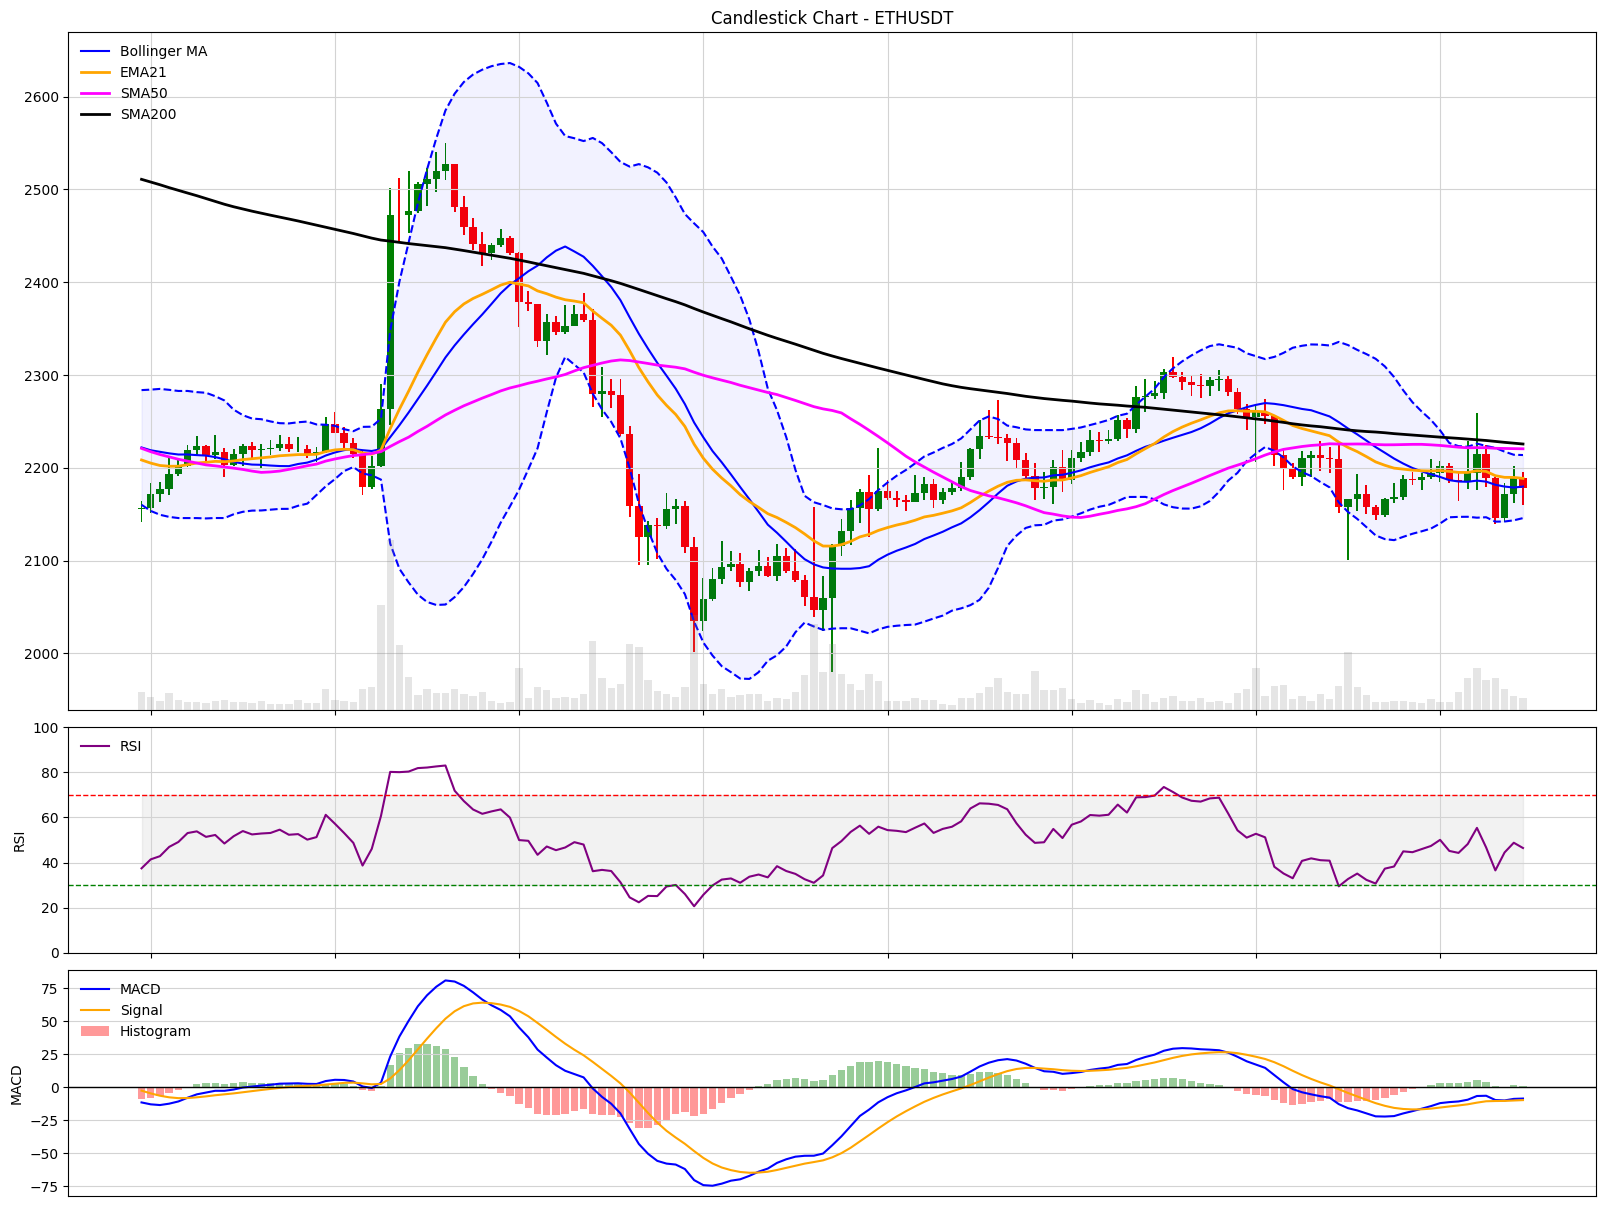 Candlestick Chart - ETHUSDT
Bollinger MA
EMA21
SMA50
SMA200
2600
2500
2400
2300
2200
2100
2000
100
RSI
80
60
RSI
40
20
0
MACD
75
Signal
50
Histogram
25
MACD
0
−25
−50
−75